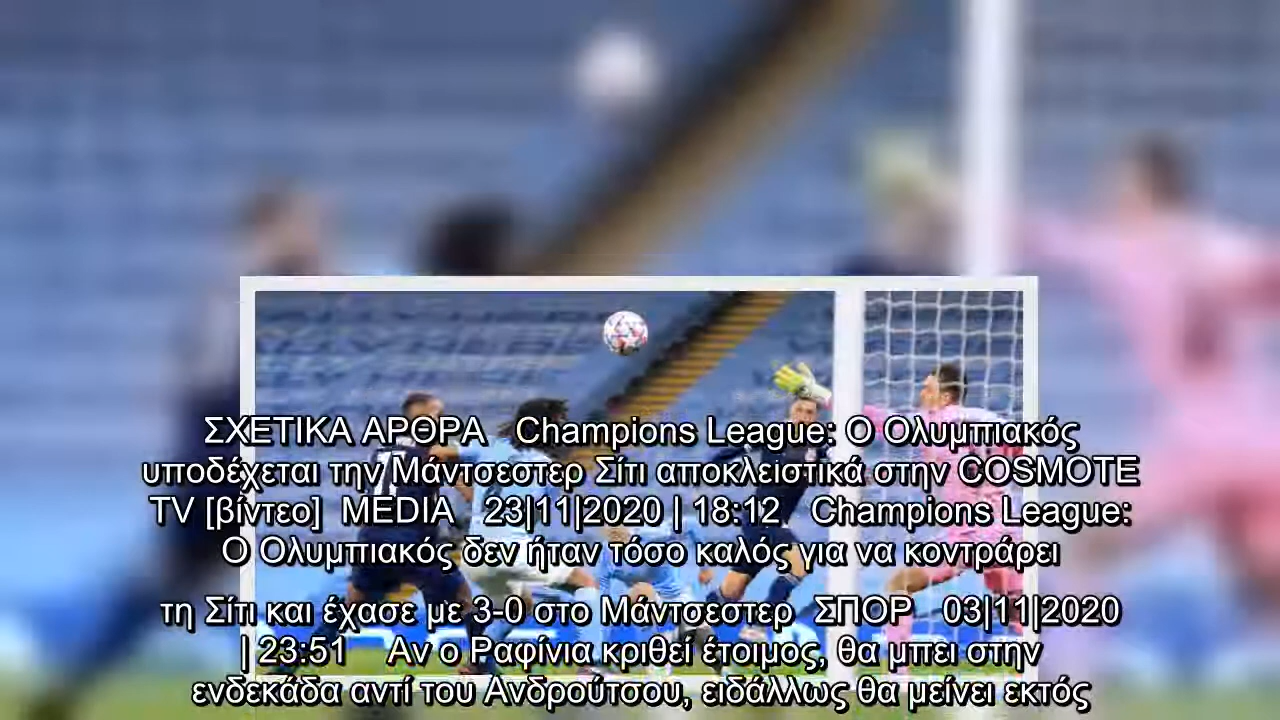 ΣΧΕΤΙΚΑ ΑΡΘΡΑ Champions League: Ο Ολυμπιακός
υποδέχεται την Μάντσεστερ Σίτι αποκλειστικά στην COSMOTE
TV [βίντεο] MEDIA 23|11|2020 | 18:12 Champions League:
Ο Ολυμπιακός δεν ήταν τόσο καλός για να κοντράρει
τη Σίτι και έχασε με 3-0 στο Μάντσεστερ ΣΠΟΡ 03|11|2020
| 23:51 Αν ο Ραφίνια κριθεί έτοιμος, θα μπει στην
ενδεκάδα αντί του Ανδρούτσου, ειδάλλως θα μείνει εκτός